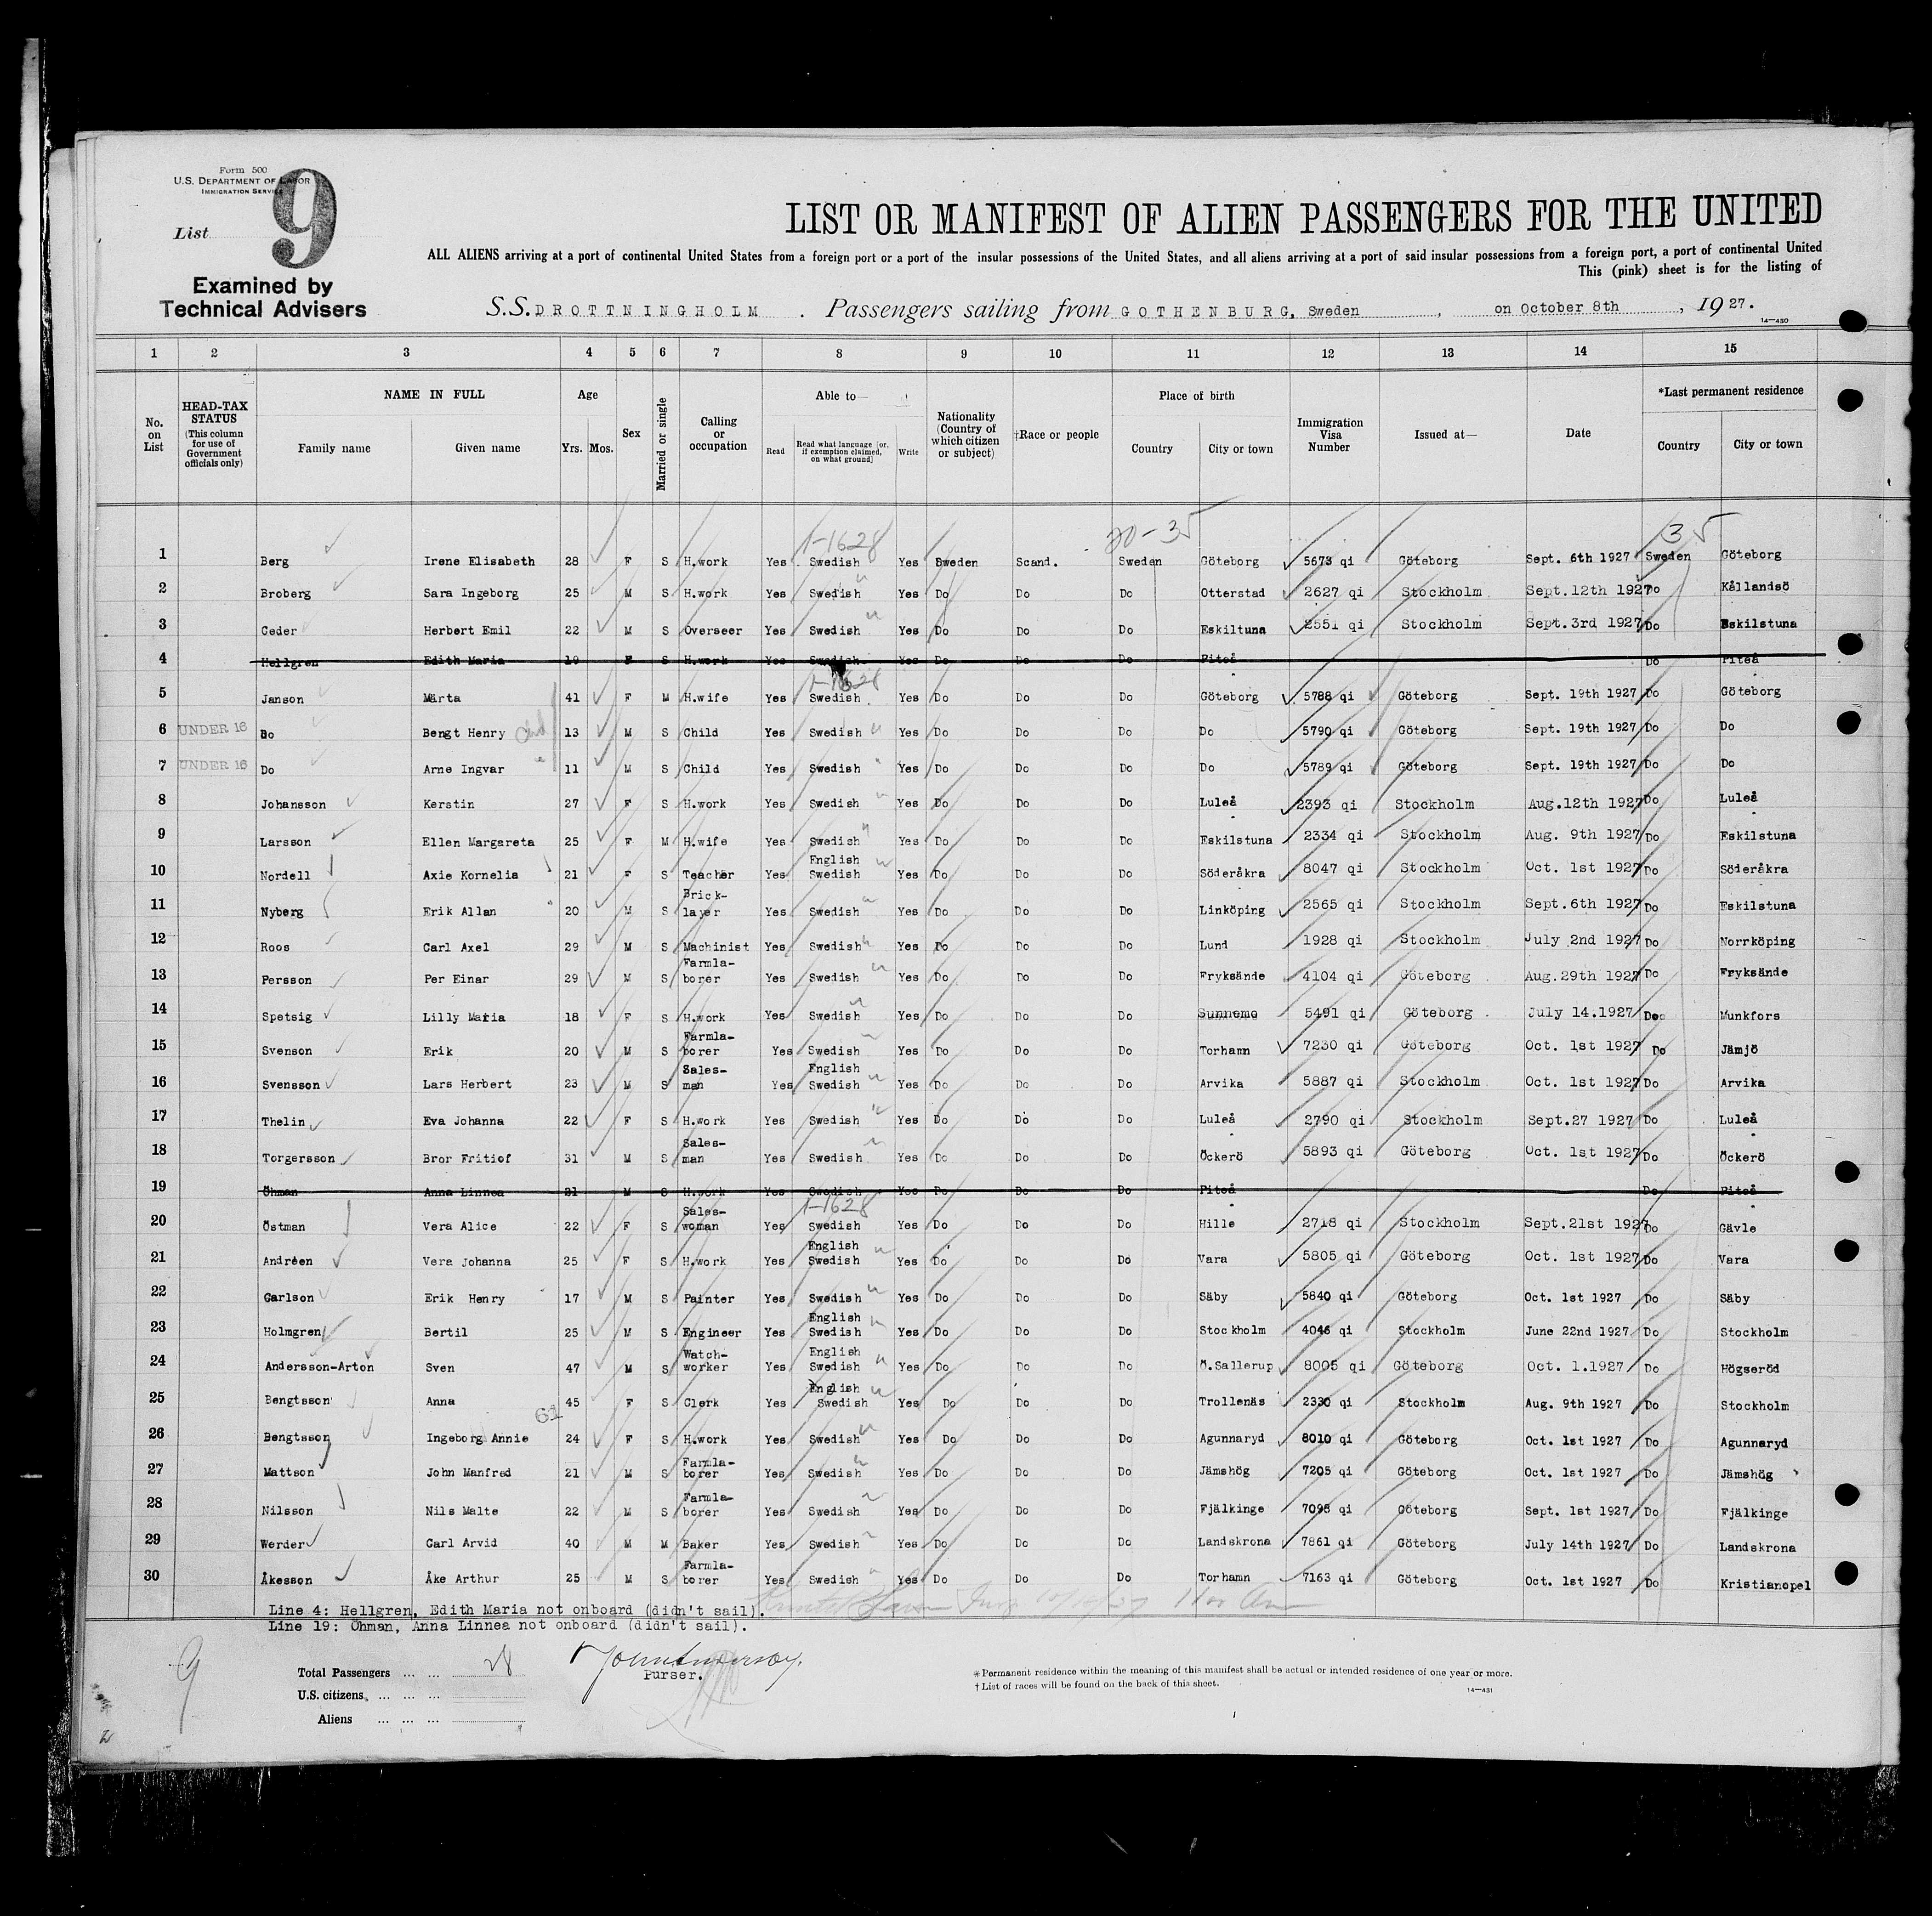 Form 500
U.S. DEPARTMENT OF LABOR
IMMIGRATION SERVICE
List 9
Examined by
Technical Advisers
LIST OR MANIFEST OF ALIEN PASSENGERS FOR THE UNITED
ALL ALIENS arriving at a port of continental United States from a foreign port or a port of the insular possessions of the United States, and all aliens arriving at a port of said insular possessions from a foreign port, a port of continental United
This (pink) sheet is for the listing of
S.S. DROTTNINGHOLM . Passengers sailing from GOTHENBURG, Sweden , on October 8th , 1927.
14—430
1 2 3 4 5 6 7 8 9 10 11 12 13 14 15
No. on List
HEAD-TAX STATUS (This column for use of Government officials only)
NAME IN FULL
Family name Given name
Age
Yrs. Mos.
Sex
Married or single
Calling or occupation
Able to—
Read Read what language [or, if exemption claimed, on what ground] Write
Nationality (Country of which citizen or subject)
†Race or people
Place of birth
Country City or town
Immigration Visa Number
Issued at—
Date
*Last permanent residence
Country City or town
1-1628 20-35 35
1 Berg Irene Elisabeth 28 F S H.work Yes Swedish Yes Sweden Scand. Sweden Göteborg 5673 qi Göteborg Sept. 6th 1927 Sweden Göteborg
2 Broberg Sara Ingeborg 25 M S H.work Yes Swedish Yes Do Do Do Otterstad 2627 qi Stockholm Sept.12th 1927 Do Kållandsö
3 Ceder Herbert Emil 22 M S Overseer Yes Swedish Yes Do Do Do Eskiltuna 2551 qi Stockholm Sept.3rd 1927 Do Eskilstuna
4 Hellgren Edith Maria 19 F S H.work Yes Swedish Yes Do Do Do Piteå Do Piteå
1-1628
5 Janson Märta 41 F M H.wife Yes Swedish Yes Do Do Do Göteborg 5788 qi Göteborg Sept. 19th 1927 Do Göteborg
6 UNDER 16 Do Bengt Henry 13 M S Child Yes Swedish Yes Do Do Do Do 5790 qi Göteborg Sept. 19th 1927 Do Do
7 UNDER 16 Do Arne Ingvar 11 M S Child Yes Swedish Yes Do Do Do Do 5789 qi Göteborg Sept. 19th 1927 Do Do
8 Johansson Kerstin 27 F S H.work Yes Swedish Yes Do Do Do Luleå 2393 qi Stockholm Aug.12th 1927 Do Luleå
9 Larsson Ellen Margareta 25 F M H.wife Yes Swedish Yes Do Do Do Eskilstuna 2334 qi Stockholm Aug. 9th 1927 Do Eskilstuna
10 Nordell Axie Kornelia 21 F S Teacher Yes English Swedish Yes Do Do Do Söderåkra 8047 qi Stockholm Oct. 1st 1927 Do Söderåkra
11 Nyberg Erik Allan 20 M S Brick-layer Yes Swedish Yes Do Do Do Linköping 2565 qi Stockholm Sept.6th 1927 Do Eskilstuna
12 Roos Carl Axel 29 M S Machinist Yes Swedish Yes Do Do Do Lund 1928 qi Stockholm July 2nd 1927 Do Norrköping
13 Persson Per Einar 29 M S Farmla-borer Yes Swedish Yes Do Do Do Fryksände 4104 qi Göteborg Aug.29th 1927 Do Fryksände
14 Spetsig Lilly Maria 18 F S H.work Yes Swedish Yes Do Do Do Sunnemo 5491 qi Göteborg July 14.1927 Do Munkfors
15 Svenson Erik 20 M S Farmla-borer Yes Swedish Yes Do Do Do Torhamn 7230 qi Göteborg Oct. 1st 1927 Do Jämjö
16 Svensson Lars Herbert 23 M S Sales-man Yes English Swedish Yes Do Do Do Arvika 5887 qi Stockholm Oct. 1st 1927 Do Arvika
17 Thelin Eva Johanna 22 F S H.work Yes Swedish Yes Do Do Do Luleå 2790 qi Stockholm Sept.27 1927 Do Luleå
18 Torgersson Bror Fritiof 31 M S Sales-man Yes Swedish Yes Do Do Do Öckerö 5893 qi Göteborg Oct. 1st 1927 Do Öckerö
19 Öhman Anna Linnea 21 M S H.work Yes Swedish Yes Do Do Do Piteå Do Piteå
1-1628
20 Östman Vera Alice 22 F S Sales-woman Yes Swedish Yes Do Do Do Hille 2718 qi Stockholm Sept.21st 1927 Do Gävle
21 Andréen Vera Johanna 25 F S H.work Yes English Swedish Yes Do Do Do Vara 5805 qi Göteborg Oct. 1st 1927 Do Vara
22 Carlson Erik Henry 17 M S Painter Yes Swedish Yes Do Do Do Säby 5840 qi Göteborg Oct. 1st 1927 Do Säby
23 Holmgren Bertil 25 M S Engineer Yes English Swedish Yes Do Do Do Stockholm 4046 qi Stockholm June 22nd 1927 Do Stockholm
24 Andersson-Arton Sven 47 M S Watch-worker Yes English Swedish Yes Do Do Do Ö.Sallerup 8005 qi Göteborg Oct. 1.1927 Do Högseröd
25 Bengtsson Anna 45 F S Clerk Yes English Swedish Yes Do Do Do Trollenäs 2330 qi Stockholm Aug. 9th 1927 Do Stockholm
26 Bengtsson Ingeborg Annie 24 F S H.work Yes Swedish Yes Do Do Do Agunnaryd 8010 qi Göteborg Oct. 1st 1927 Do Agunnaryd
27 Mattson John Manfred 21 M S Farmla-borer Yes Swedish Yes Do Do Do Jämshög 7205 qi Göteborg Oct. 1st 1927 Do Jämshög
28 Nilsson Nils Malte 22 M S Farmla-borer Yes Swedish Yes Do Do Do Fjälkinge 7098 qi Göteborg Sept. 1st 1927 Do Fjälkinge
29 Werder Carl Arvid 40 M M Baker Yes Swedish Yes Do Do Do Landskrona 7861 qi Göteborg July 14th 1927 Do Landskrona
30 Åkesson Åke Arthur 25 M S Farmla-borer Yes Swedish Yes Do Do Do Torhamn 7163 qi Göteborg Oct. 1st 1927 Do Kristianopel
Line 4: Hellgren, Edith Maria not onboard (didn't sail).
Line 19: Öhman, Anna Linnea not onboard (didn't sail).
9
Total Passengers ... ... 28
U.S. citizens ... ... ...
Aliens ... ... ...
Purser.
*Permanent residence within the meaning of this manifest shall be actual or intended residence of one year or more.
†List of races will be found on the back of this sheet.
14—431